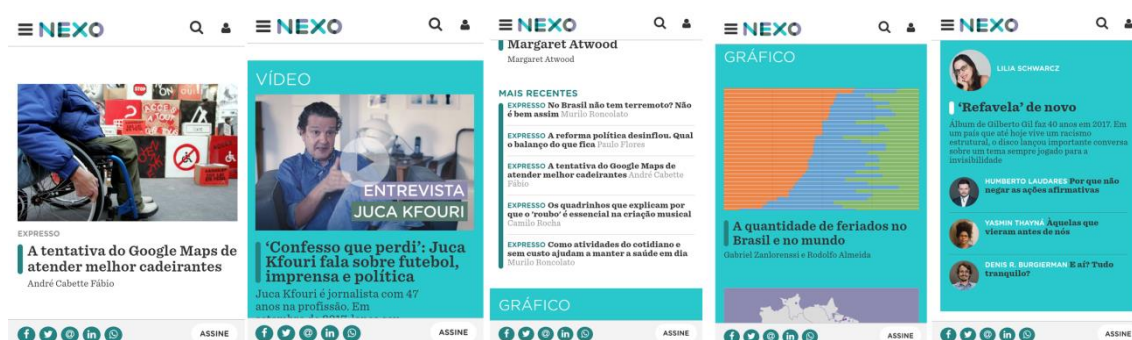 NEXO
EXPRESSO
A tentativa do Google Maps de
atender melhor cadeirantes
André Cabette Fábio
ASSINE
NEXO
VÍDEO
ENTREVISTA
JUCA KFOURI
‘Confesso que perdi’: Juca
Kfouri fala sobre futebol,
imprensa e política
Juca Kfouri é jornalista com 47
anos na profissão. Em
ASSINE
NEXO
Margaret Atwood
Margaret Atwood
MAIS RECENTES
EXPRESSO No Brasil não tem terremoto? Não
é bem assim Murilo Roncolato
EXPRESSO A reforma política desinflou. Qual
o balanço do que fica Paulo Flores
EXPRESSO A tentativa do Google Maps de
atender melhor cadeirantes André Cabette
Fábio
EXPRESSO Os quadrinhos que explicam por
que o ‘roubo’ é essencial na criação musical
Camilo Rocha
EXPRESSO Como atividades do cotidiano e
sem custo ajudam a manter a saúde em dia
Murilo Roncolato
GRÁFICO
ASSINE
NEXO
GRÁFICO
A quantidade de feriados no
Brasil e no mundo
Gabriel Zanlorenssi e Rodolfo Almeida
ASSINE
NEXO
LILIA SCHWARCZ
‘Refavela’ de novo
Álbum de Gilberto Gil faz 40 anos em 2017. Em
um país que até hoje vive um racismo
estrutural, o disco lançou importante conversa
sobre um tema sempre jogado para a
invisibilidade
HUMBERTO LAUDARES Por que não
negar as ações afirmativas
YASMIN THAYNÁ Àquelas que
vieram antes de nós
DENIS R. BURGIERMAN E aí? Tudo
tranquilo?
ASSINE